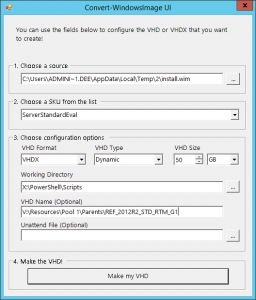 Convert-WindowsImage UI
You can use the fields below to configure the VHD or VHDX that you want
to create!
1. Choose a source
C:\Users\ADMINI~1.DEE\AppData\Local\Temp\2\install.wim
...
2. Choose a SKU from the list
ServerStandardEval
3. Choose configuration options
VHD Format
VHD Type
VHD Size
VHDX
Dynamic
50
GB
Working Directory
X:\PowerShell\Scripts
...
VHD Name (Optional)
V:\Resources\Pool 1\Parents\REF_2012R2_STD_RTM_G1
Unattend File (Optional)
...
4. Make the VHD!
Make my VHD